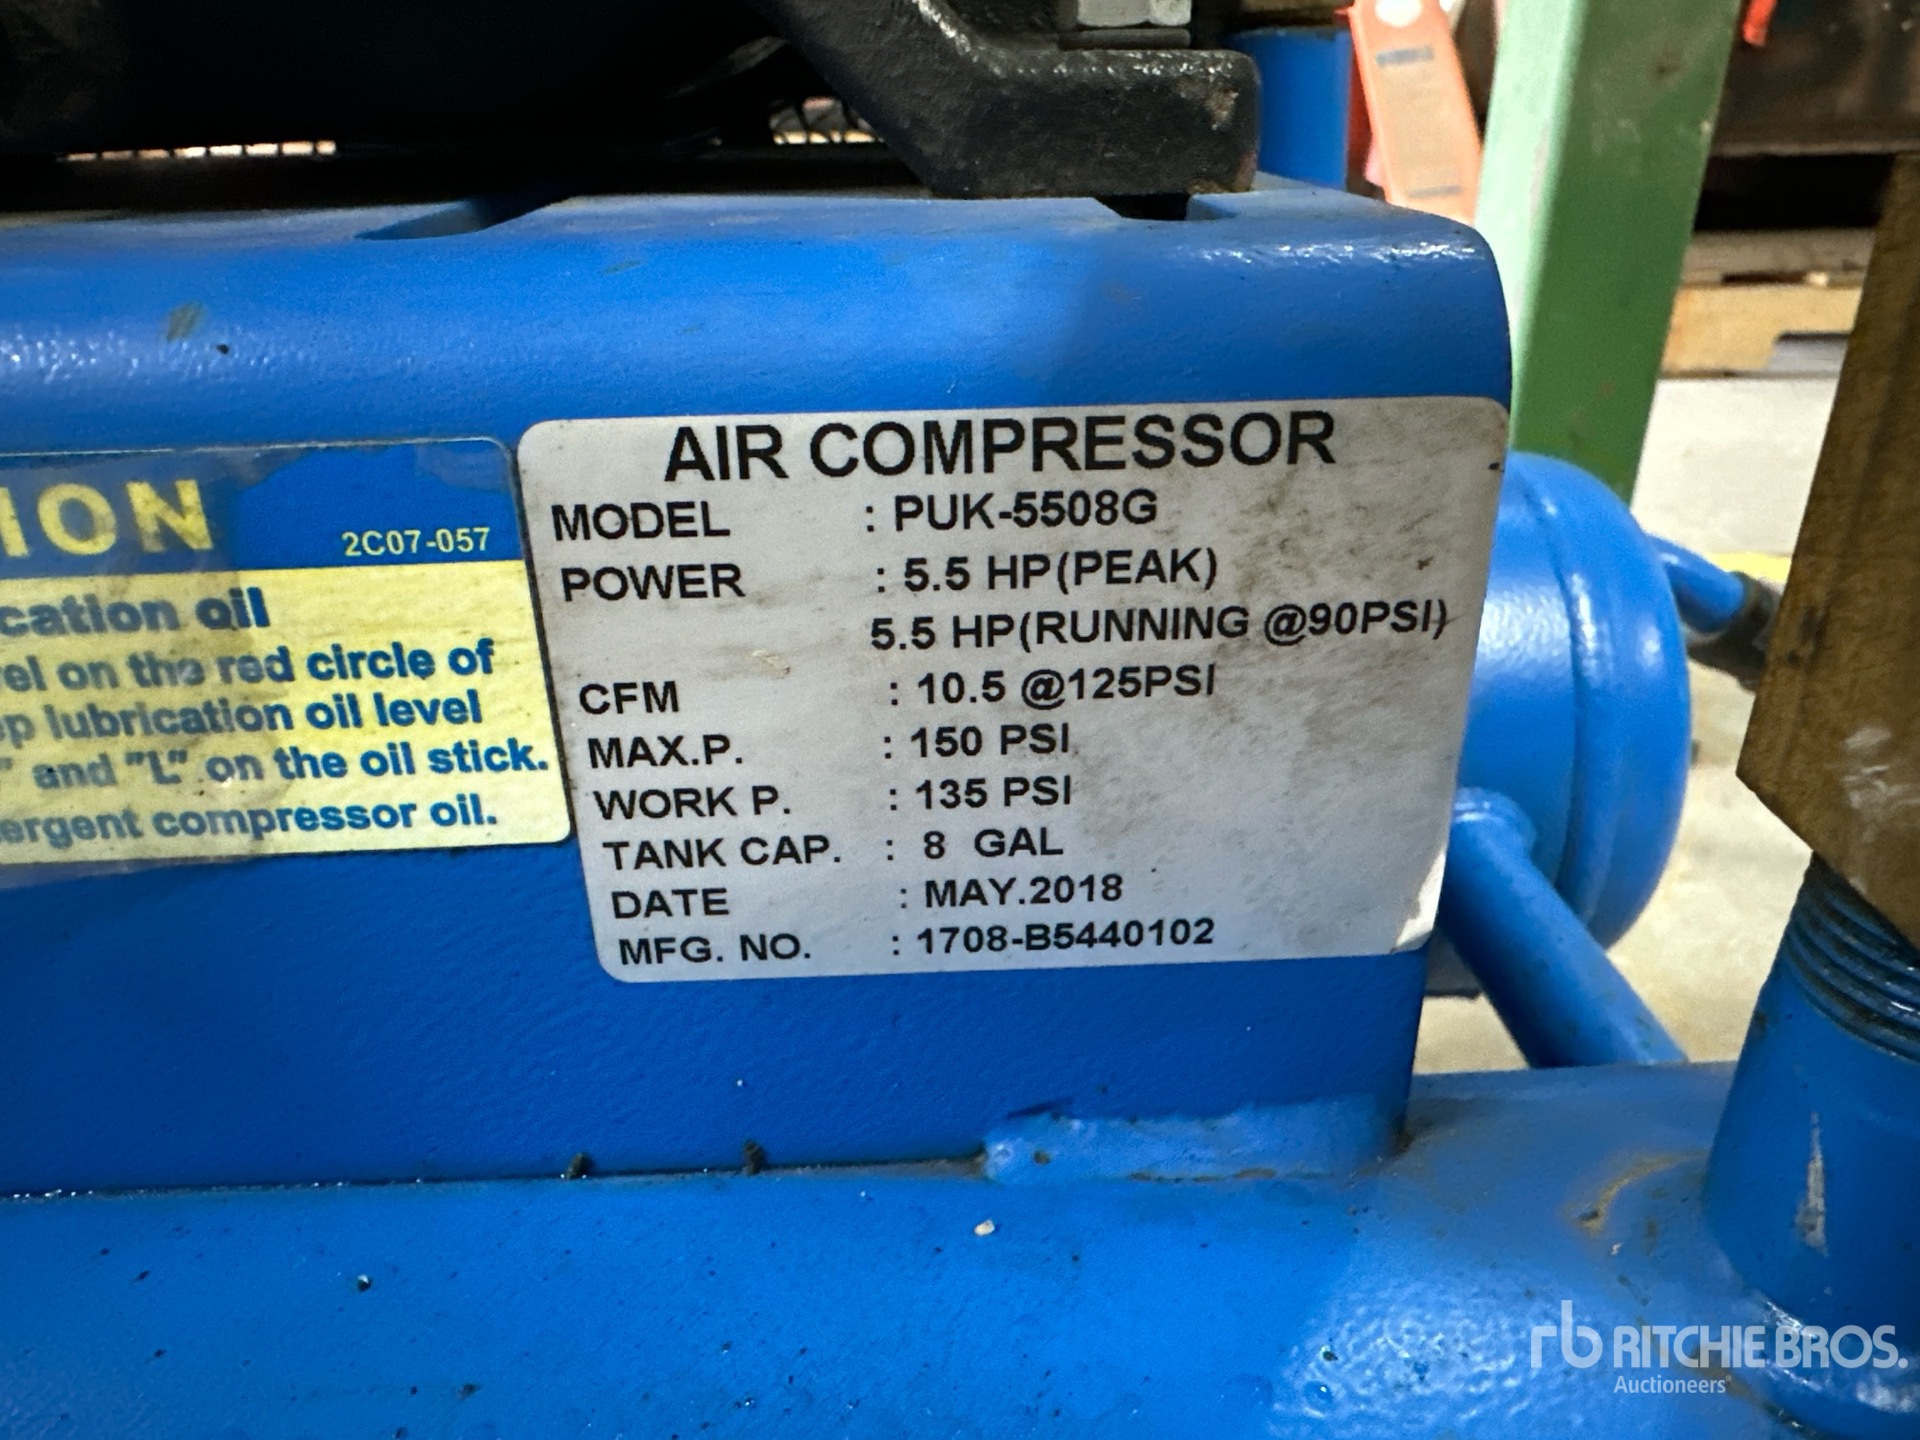 ION
2C07-057
cation oil
el on the red circle of
p lubrication oil level
" and "L" on the oil stick.
ergent compressor oil.
AIR COMPRESSOR
MODEL : PUK-5508G
POWER : 5.5 HP(PEAK)
5.5 HP(RUNNING @90PSI)
CFM : 10.5 @125PSI
MAX.P. : 150 PSI
WORK P. : 135 PSI
TANK CAP. : 8 GAL
DATE : MAY.2018
MFG. NO. : 1708-B5440102
rb RITCHIE BROS.
Auctioneers